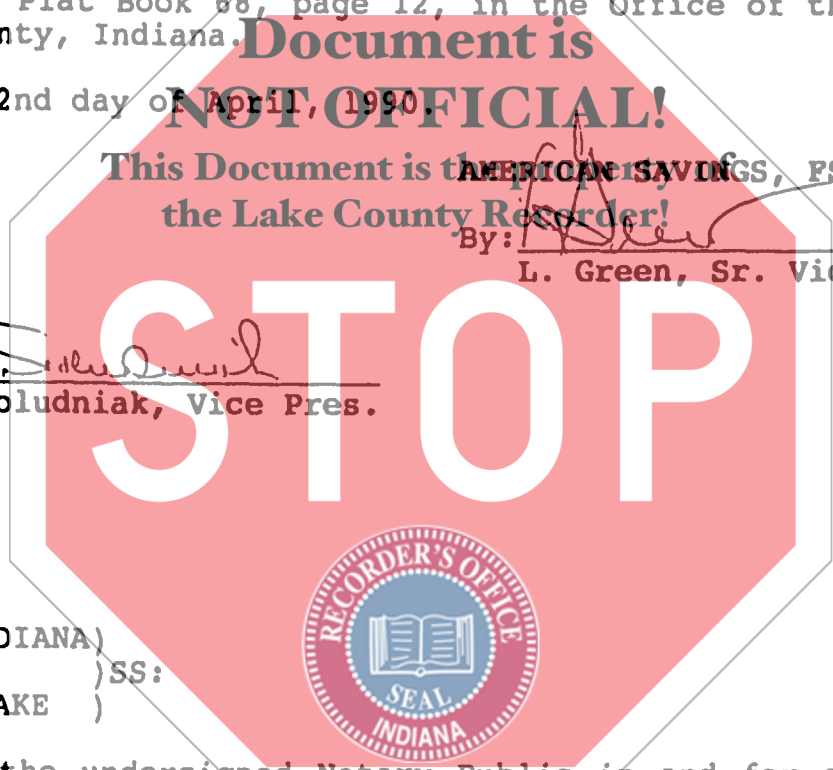 Plat Book 68, page 12, in the Office of th
nty, Indiana.
Document is
2nd day of April, 1990.
NOT OFFICIAL!
This Document is the property of
AMERICAN SAVINGS, FS
the Lake County Recorder!
By:
L. Green, Sr. Vic
oludniak, Vice Pres.
STOP
RECORDER'S OFFICE
SEAL
INDIANA
DIANA)
)SS:
AKE )
the undersigned Notary Public in and for